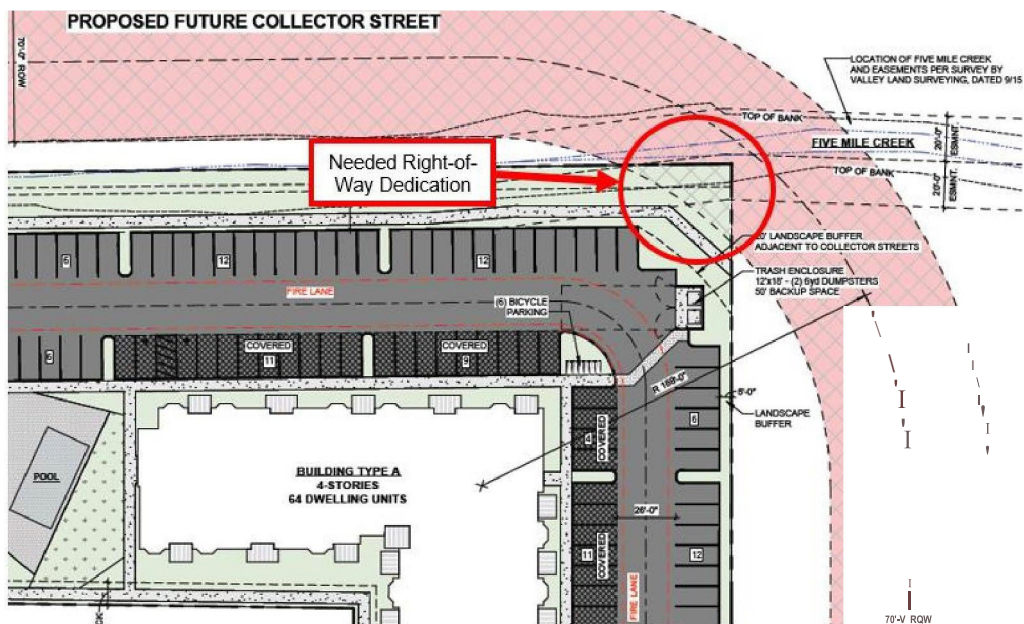 PROPOSED FUTURE COLLECTOR STREET
70'-0" ROW
LOCATION OF FIVE MILE CREEK
AND EASEMENTS PER SURVEY BY
VALLEY LAND SURVEYING, DATED 9/15
TOP OF BANK
FIVE MILE CREEK
20'-0"
ESMNT.
TOP OF BANK
20'-0"
ESMNT.
Needed Right-of-
Way Dedication
20' LANDSCAPE BUFFER
ADJACENT TO COLLECTOR STREETS
TRASH ENCLOSURE
12'x18' - (2) 6yd DUMPSTERS
50' BACKUP SPACE
5
12
12
FIRE LANE
(6) BICYCLE
PARKING
6
COVERED
11
COVERED
9
R 169'-0"
5'-0"
LANDSCAPE
BUFFER
4
COVERED
6
POOL
BUILDING TYPE A
4-STORIES
64 DWELLING UNITS
26'-0"
11
COVERED
12
FIRE LANE
70'-V ROW